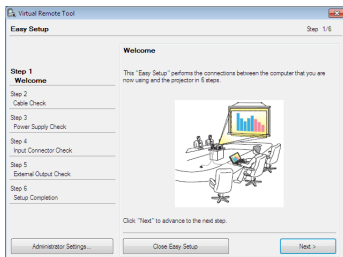 Virtual Remote Tool
Easy Setup
Step 1/6
Welcome
Step 1
Welcome
Step 2
Cable Check
Step 3
Power Supply Check
Step 4
Input Connector Check
Step 5
External Output Check
Step 6
Setup Completion
This "Easy Setup" performs the connections between the computer that you are
now using and the projector in 6 steps.
Click "Next" to advance to the next step.
Administrator Settings...
Close Easy Setup
Next >